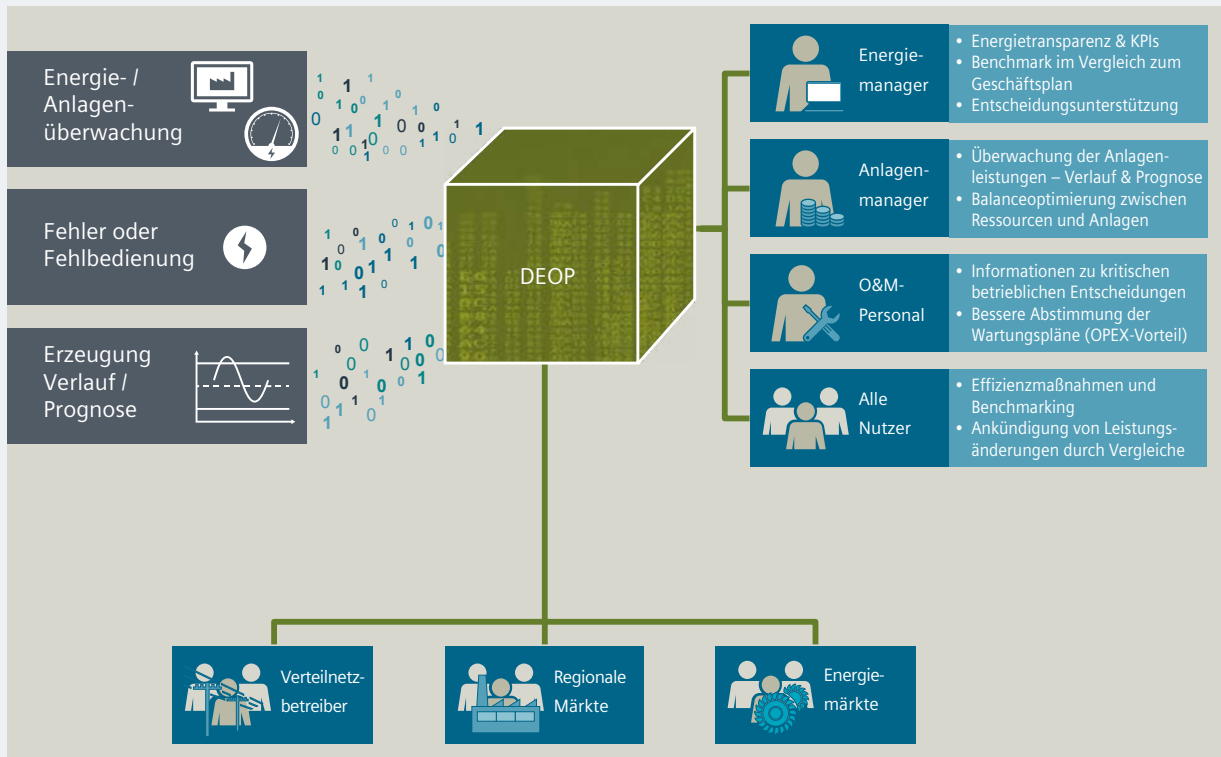 Energie- /
Anlagen-
überwachung
Fehler oder
Fehlbedienung
Erzeugung
Verlauf /
Prognose
DEOP
Energie-
manager
• Energietransparenz & KPIs
• Benchmark im Vergleich zum
Geschäftsplan
• Entscheidungsunterstützung
Anlagen-
manager
• Überwachung der Anlagen-
leistungen – Verlauf & Prognose
• Balanceoptimierung zwischen
Ressourcen und Anlagen
O&M-
Personal
• Informationen zu kritischen
betrieblichen Entscheidungen
• Bessere Abstimmung der
Wartungspläne (OPEX-Vorteil)
Alle
Nutzer
• Effizienzmaßnahmen und
Benchmarking
• Ankündigung von Leistungs-
änderungen durch Vergleiche
Verteilnetz-
betreiber
Regionale
Märkte
Energie-
märkte